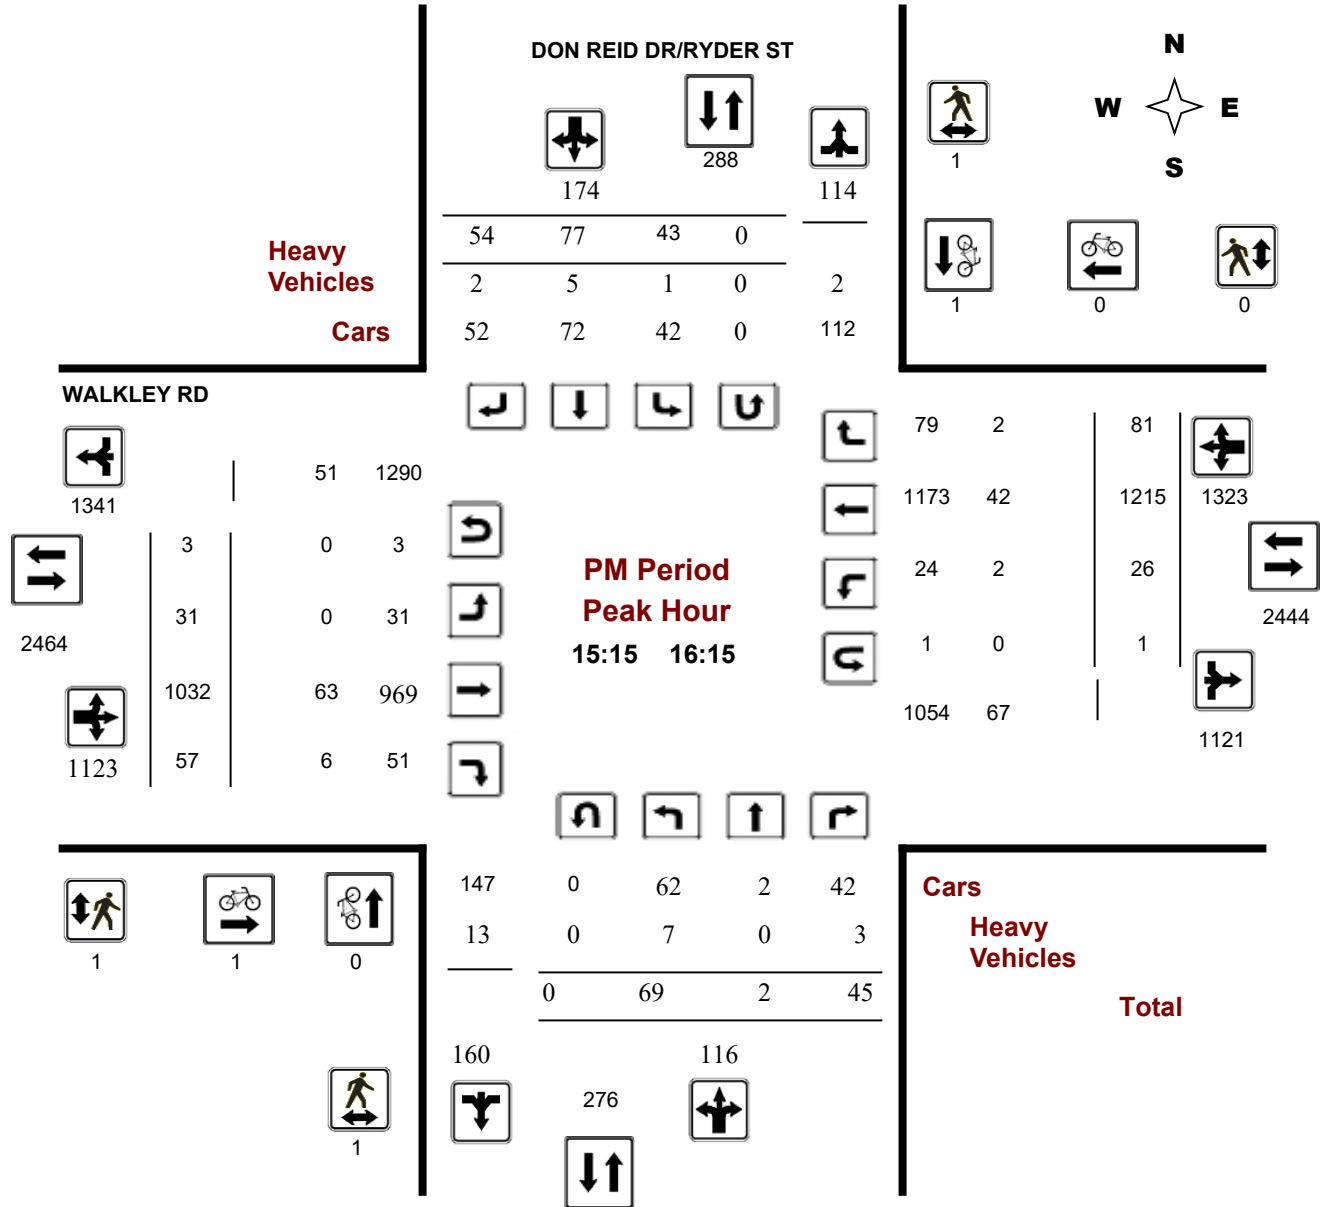 DON REID DR/RYDER ST
N
W E
S
288
1
174 114
54 77 43 0
Heavy
Vehicles
2 5 1 0 2
1 0 0
Cars
52 72 42 0 112
WALKLEY RD
79 2 81
51 1290
1341
1173 42 1215 1323
3 0 3
PM Period
24 2 26
Peak Hour
31 0 31
2464
2444
15:15 16:15
1 0 1
1032 63 969
1054 67
1121
1123 57 6 51
147 0 62 2 42
Cars
13 0 7 0 3
Heavy
Vehicles
1 1 0
0 69 2 45
Total
160 116
276
1